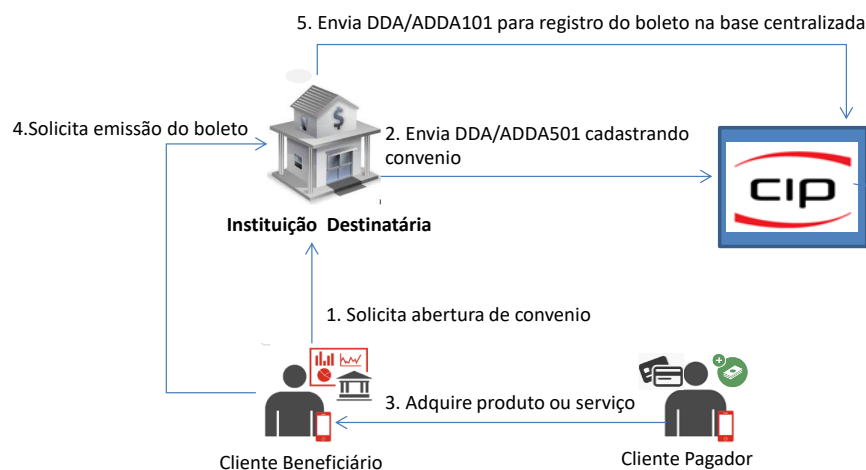 5. Envia DDA/ADDA101 para registro do boleto na base centralizada
4.Solicita emissão do boleto
2. Envia DDA/ADDA501 cadastrando
convenio
cip
Instituição Destinatária
1. Solicita abertura de convenio
3. Adquire produto ou serviço
Cliente Beneficiário
Cliente Pagador